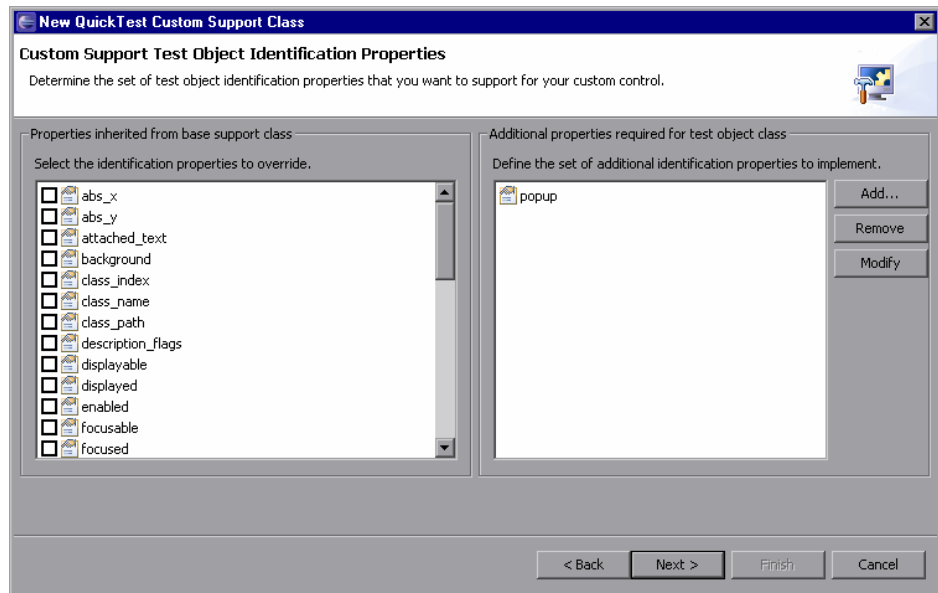 New QuickTest Custom Support Class
Custom Support Test Object Identification Properties
Determine the set of test object identification properties that you want to support for your custom control.
Properties inherited from base support class
Select the identification properties to override.
abs_x
abs_y
attached_text
background
class_index
class_name
class_path
description_flags
displayable
displayed
enabled
focusable
focused
Additional properties required for test object class
Define the set of additional identification properties to implement.
popup
Add...
Remove
Modify
< Back
Next >
Finish
Cancel